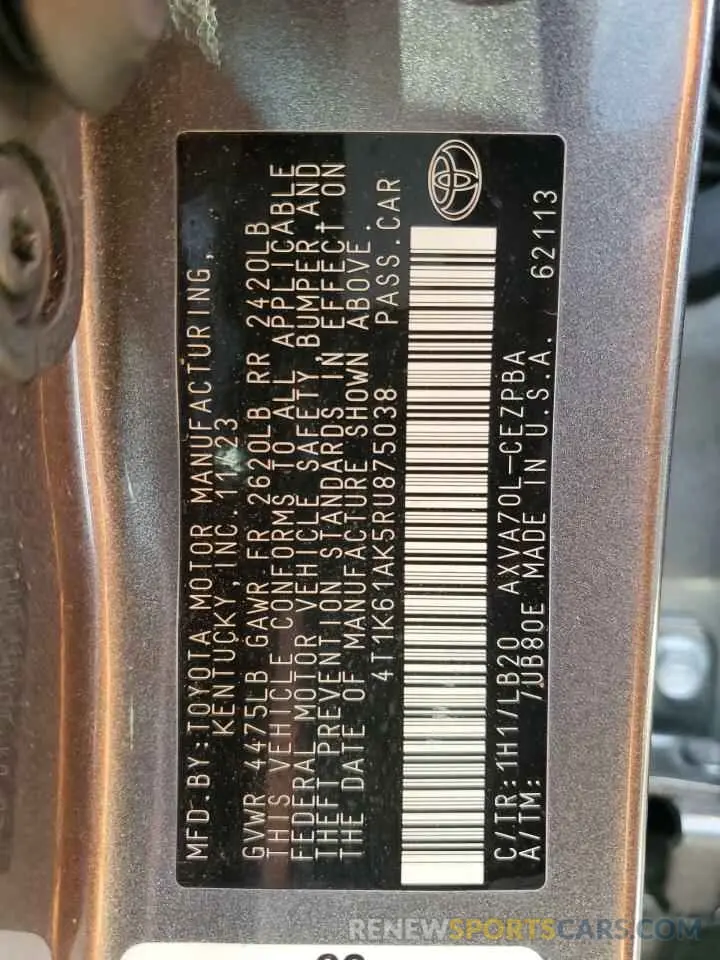 MFD.BY:TOYOTA MOTOR MANUFACTURING,
KENTUCKY,INC. 11/23
GVWR 4475LB GAWR FR 2620LB RR 2420LB
THIS VEHICLE CONFORMS TO ALL APPLICABLE
FEDERAL MOTOR VEHICLE SAFETY, BUMPER, AND
THEFT PREVENTION STANDARDS IN EFFECT ON
THE DATE OF MANUFACTURE SHOWN ABOVE.
4T1K61AK5RU875038 PASS.CAR
C/TR:1H1/LB20 AXVA70L-CEZPBA 62113
A/TM: /UB80E MADE IN U.S.A.
RENEWSPORTSCARS.COM